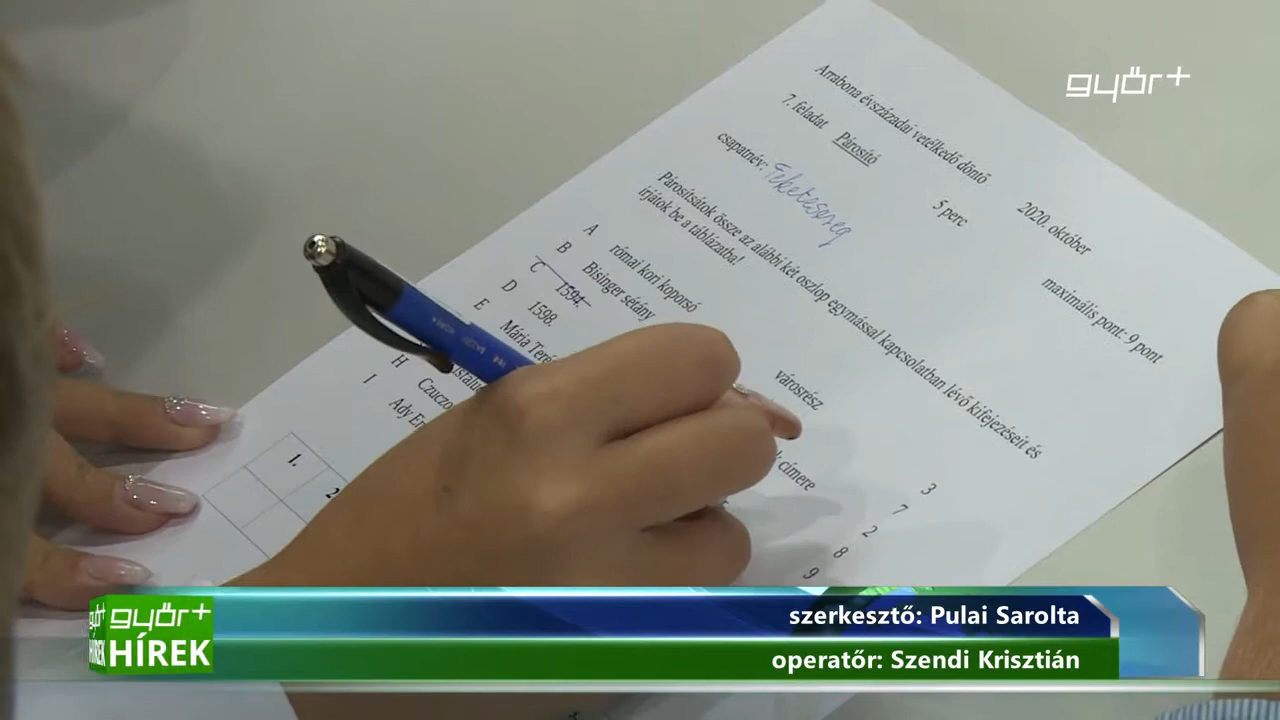 győr+
Arrabona évszázadai vetélkedő döntő
2020. október
7. feladat Párosító
5 perc
maximális pont: 9 pont
csapatnév: Feketesereg
Párosítsátok össze az alábbi két oszlop egymással kapcsolatban lévő kifejezéseit és
írjátok be a táblázatba!
A római kori koporsó
B Bisinger sétány
C 1594.
D 1598.
E Mária
H
I Ady
városrész
címere
3
7
2
8
9
1.
2
győr+
HÍREK
szerkesztő: Pulai Sarolta
operatőr: Szendi Krisztián